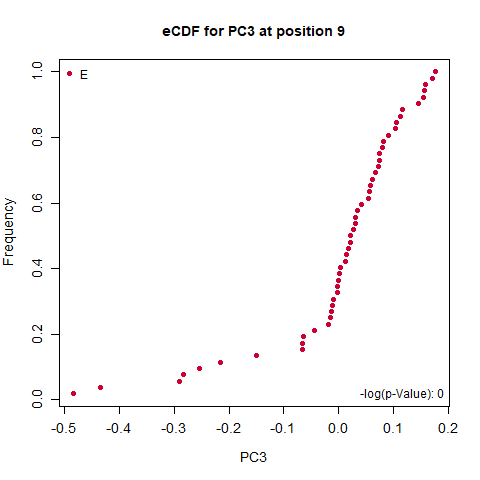 eCDF for PC3 at position 9
E
Frequency
1.0
0.8
0.6
0.4
0.2
0.0
-log(p-Value): 0
-0.5 -0.4 -0.3 -0.2 -0.1 0.0 0.1 0.2
PC3